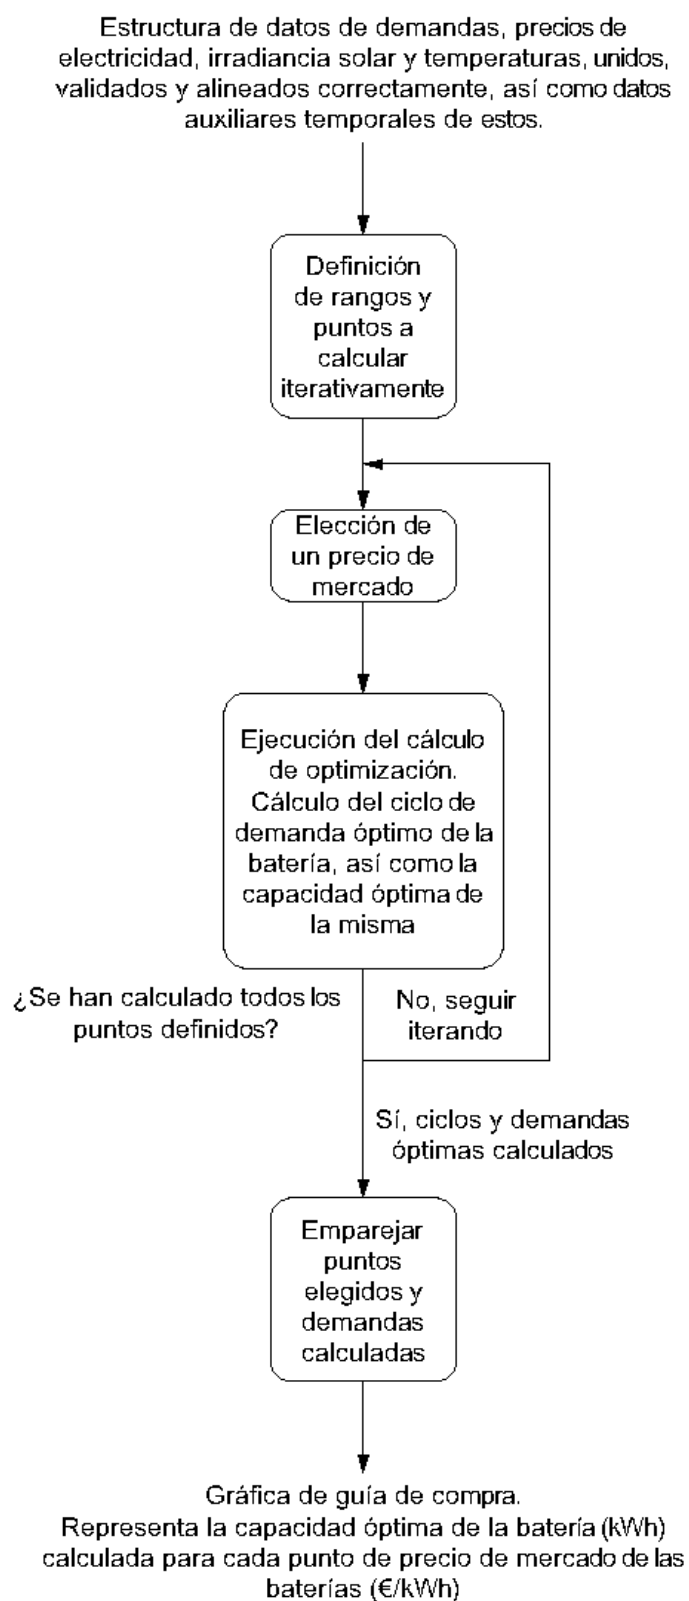 Estructura de datos de demandas, precios de
electricidad, irradiancia solar y temperaturas, unidos,
validados y alineados correctamente, así como datos
auxiliares temporales de estos.
Definición
de rangos y
puntos a
calcular
iterativamente
Elección de
un precio de
mercado
Ejecución del cálculo
de optimización.
Cálculo del ciclo de
demanda óptimo de la
batería, así como la
capacidad óptima de
la misma
¿Se han calculado todos los
puntos definidos?
No, seguir
iterando
Sí, ciclos y demandas
óptimas calculados
Emparejar
puntos
elegidos y
demandas
calculadas
Gráfica de guía de compra.
Representa la capacidad óptima de la batería (kWh)
calculada para cada punto de precio de mercado de las
baterías (€/kWh)